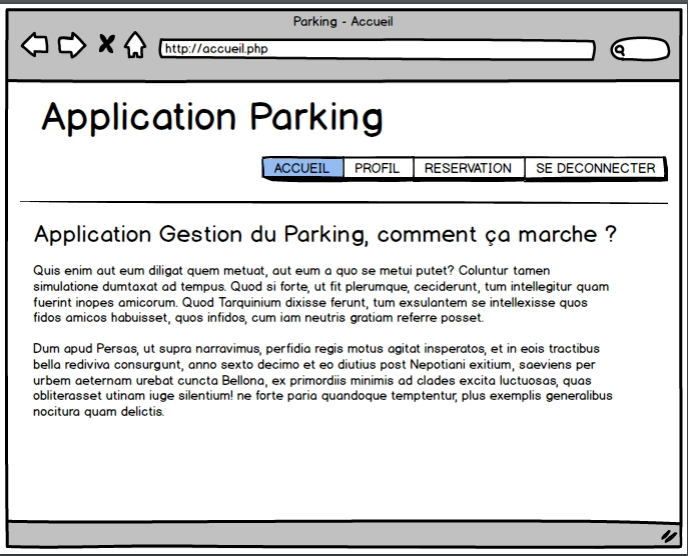 Parking - Accueil
http://accueil.php
Application Parking
ACCUEIL PROFIL RESERVATION SE DECONNECTER
Application Gestion du Parking, comment ça marche ?
Quis enim aut eum diligat quem metuat, aut eum a quo se metui putet? Coluntur tamen
simulatione dumtaxat ad tempus. Quod si forte, ut fit plerumque, ceciderunt, tum intellegitur quam
fuerint inopes amicorum. Quod Tarquinium dixisse ferunt, tum exsulantem se intellexisse quos
fidos amicos habuisset, quos infidos, cum iam neutris gratiam referre posset.
Dum apud Persas, ut supra narravimus, perfidia regis motus agitat insperatos, et in eois tractibus
bella rediviva consurgunt, anno sexto decimo et eo diutius post Nepotiani exitium, saeviens per
urbem aeternam urebat cuncta Bellona, ex primordiis minimis ad clades excita luctuosas, quas
obliterasset utinam iuge silentium! ne forte paria quandoque temptentur, plus exemplis generalibus
nocitura quam delictis.